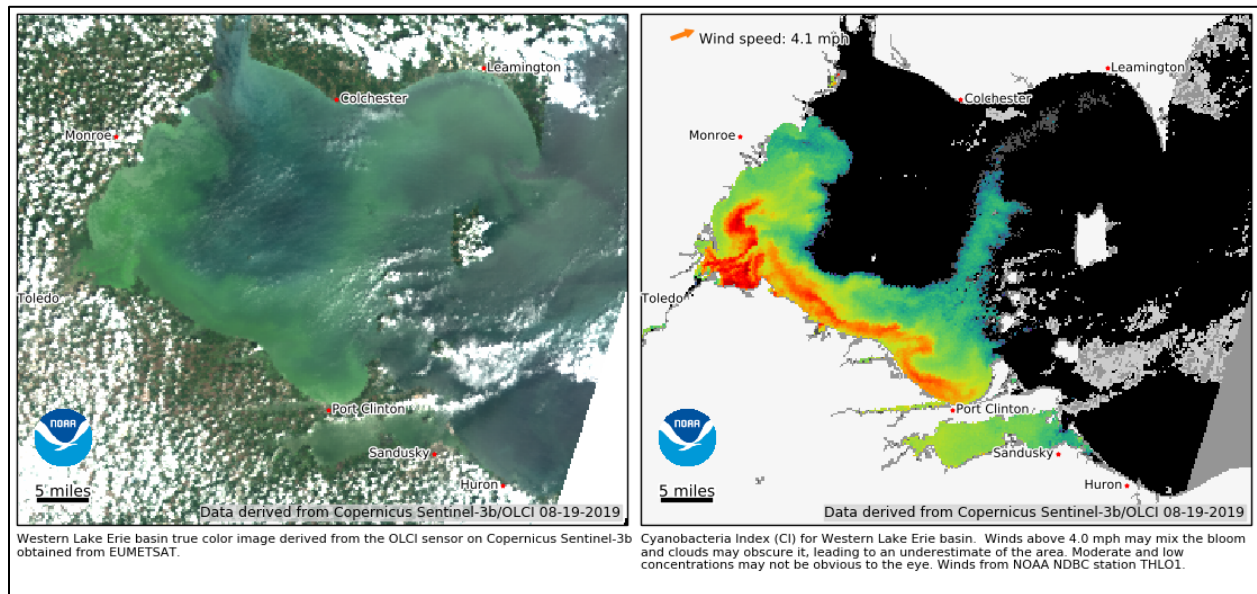 Leamington
Colchester
Monroe
Toledo
Port Clinton
Sandusky
Huron
NOAA
5 miles
Data derived from Copernicus Sentinel-3b/OLCI 08-19-2019
Western Lake Erie basin true color image derived from the OLCI sensor on Copernicus Sentinel-3b
obtained from EUMETSAT.
Wind speed: 4.1 mph
Leamington
Colchester
Monroe
Toledo
Port Clinton
Sandusky
Huron
NOAA
5 miles
Data derived from Copernicus Sentinel-3b/OLCI 08-19-2019
Cyanobacteria Index (CI) for Western Lake Erie basin. Winds above 4.0 mph may mix the bloom
and clouds may obscure it, leading to an underestimate of the area. Moderate and low
concentrations may not be obvious to the eye. Winds from NOAA NDBC station THLO1.